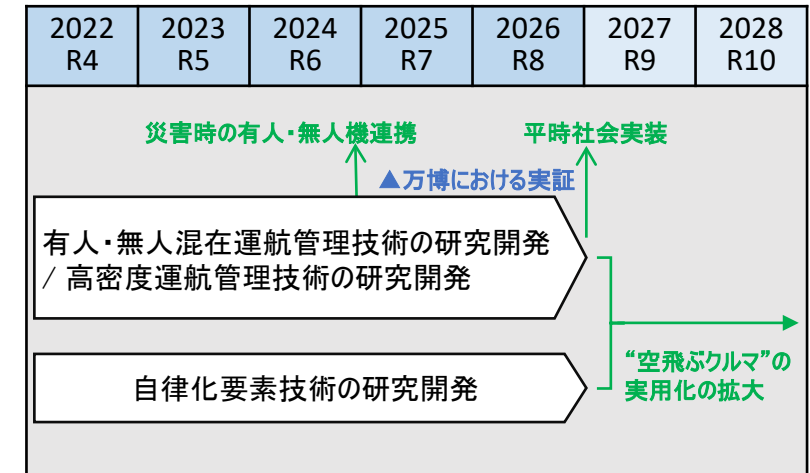 2022 2023 2024 2025 2026 2027 2028
R4 R5 R6 R7 R8 R9 R10
災害時の有人・無人機連携 平時社会実装
▲万博における実証
有人・無人混在運航管理技術の研究開発
/ 高密度運航管理技術の研究開発
自律化要素技術の研究開発
“空飛ぶクルマ”の
実用化の拡大